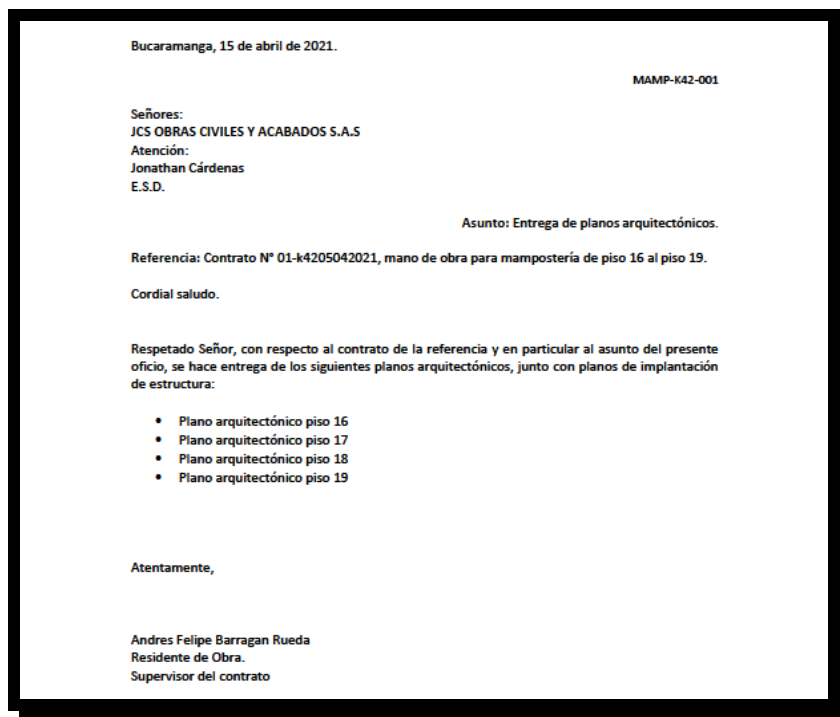 Bucaramanga, 15 de abril de 2021.
MAMP-K42-001
Señores:
JCS OBRAS CIVILES Y ACABADOS S.A.S
Atención:
Jonathan Cárdenas
E.S.D.
Asunto: Entrega de planos arquitectónicos.
Referencia: Contrato N° 01-k4205042021, mano de obra para mampostería de piso 16 al piso 19.
Cordial saludo.
Respetado Señor, con respecto al contrato de la referencia y en particular al asunto del presente
oficio, se hace entrega de los siguientes planos arquitectónicos, junto con planos de implantación
de estructura:
• Plano arquitectónico piso 16
• Plano arquitectónico piso 17
• Plano arquitectónico piso 18
• Plano arquitectónico piso 19
Atentamente,
Andres Felipe Barragan Rueda
Residente de Obra.
Supervisor del contrato